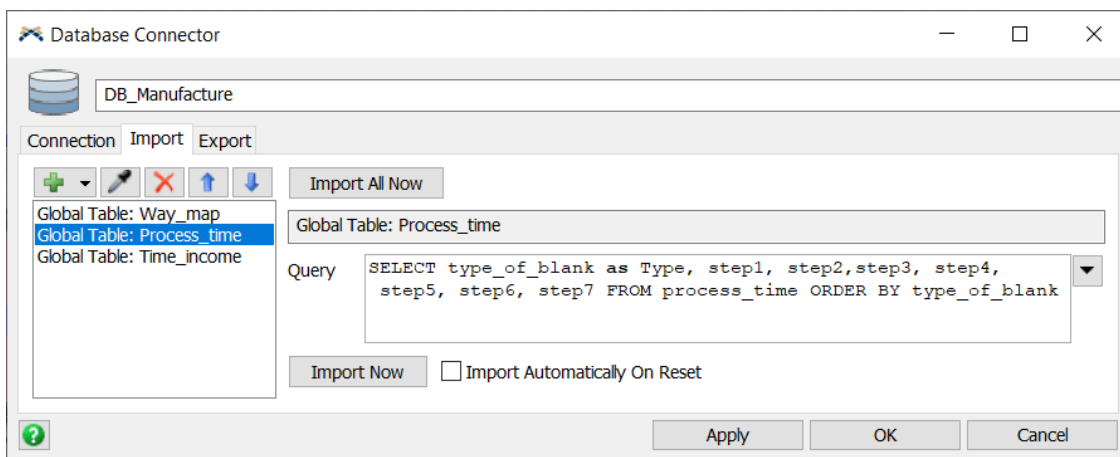 Database Connector
DB_Manufacture
Connection Import Export
Import All Now
Global Table: Way_map
Global Table: Process_time
Global Table: Time_income
Global Table: Process_time
Query
SELECT type_of_blank as Type, step1, step2,step3, step4,
step5, step6, step7 FROM process_time ORDER BY type_of_blank
Import Now Import Automatically On Reset
? Apply OK Cancel